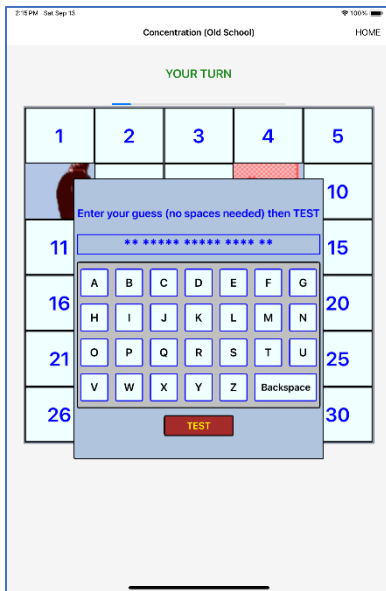 2:15 PM Sat Sep 13 100%
Concentration (Old School) HOME
YOUR TURN
1 2 3 4 5
10
Enter your guess (no spaces needed) then TEST
11 ** ***** ***** **** ** 15
A B C D E F G
16 20
H I J K L M N
O P Q R S T U
21 25
V W X Y Z Backspace
26 TEST 30